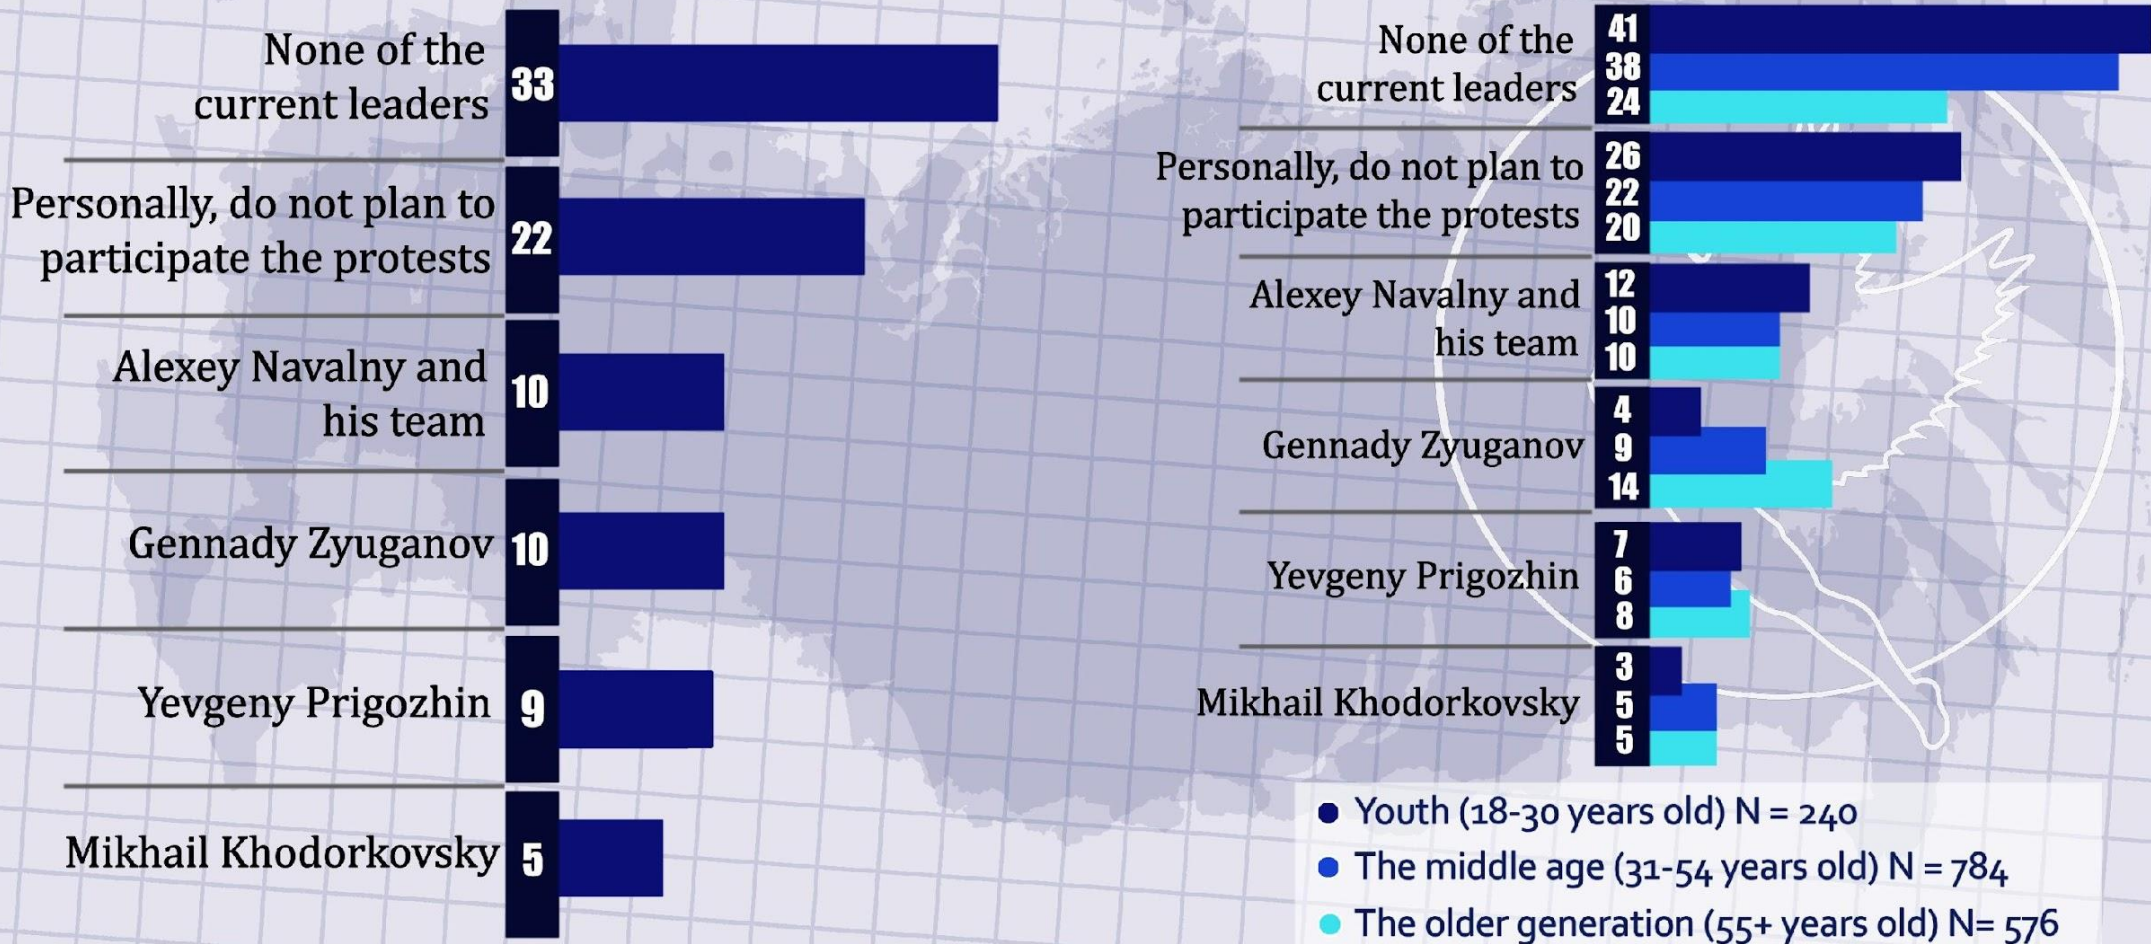 None of the
current leaders
33
Personally, do not plan to
participate the protests
22
Alexey Navalny and
his team
10
Gennady Zyuganov
10
Yevgeny Prigozhin
9
Mikhail Khodorkovsky
5
None of the
current leaders
41
38
24
Personally, do not plan to
participate the protests
26
22
20
Alexey Navalny and
his team
12
10
10
Gennady Zyuganov
4
9
14
Yevgeny Prigozhin
7
6
8
Mikhail Khodorkovsky
3
5
5
Youth (18-30 years old) N = 240
The middle age (31-54 years old) N = 784
The older generation (55+ years old) N= 576